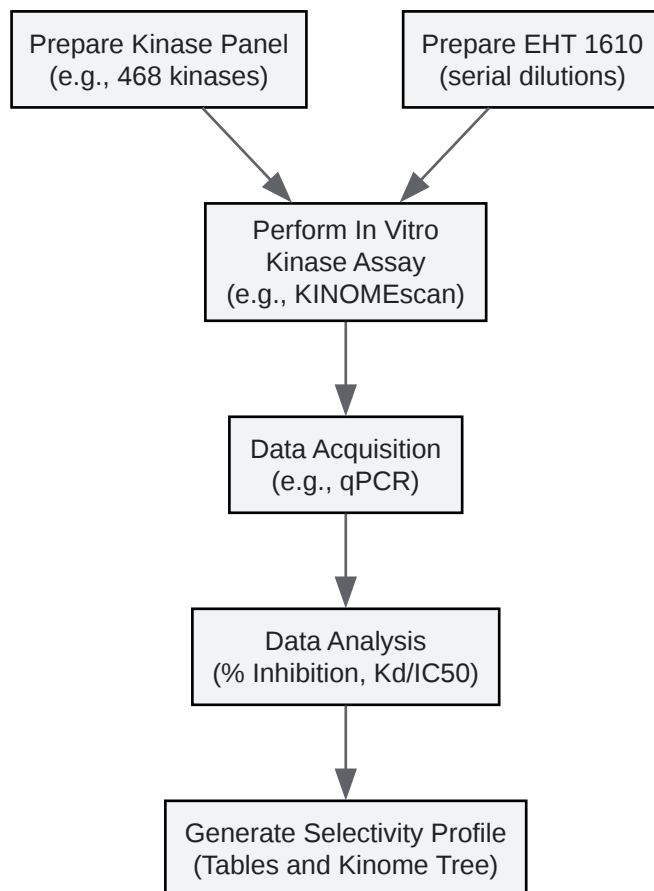 Prepare Kinase Panel
(e.g., 468 kinases)
Prepare EHT 1610
(serial dilutions)
Perform In Vitro
Kinase Assay
(e.g., KINOMEscan)
Data Acquisition
(e.g., qPCR)
Data Analysis
(% Inhibition, Kd/IC50)
Generate Selectivity Profile
(Tables and Kinome Tree)